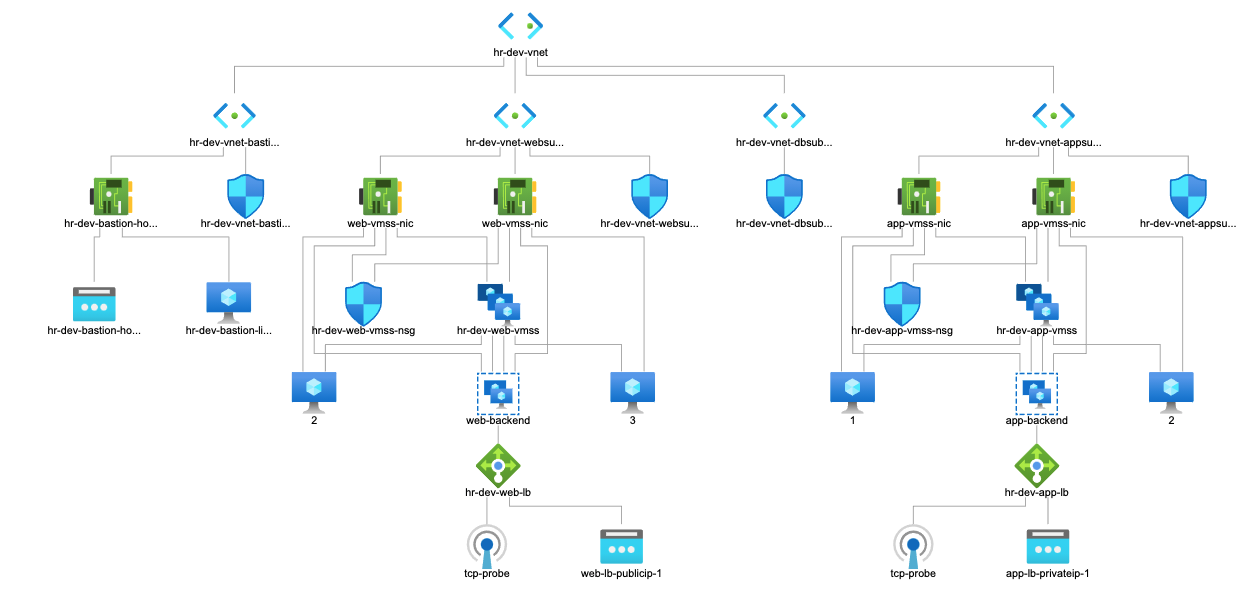 hr-dev-vnet
hr-dev-vnet-basti...
hr-dev-vnet-websu...
hr-dev-vnet-dbsub...
hr-dev-vnet-appsu...
hr-dev-bastion-ho...
hr-dev-vnet-basti...
web-vmss-nic
web-vmss-nic
hr-dev-vnet-websu...
hr-dev-vnet-dbsub...
app-vmss-nic
app-vmss-nic
hr-dev-vnet-appsu...
hr-dev-bastion-ho...
hr-dev-bastion-li...
hr-dev-web-vmss-nsg
hr-dev-web-vmss
hr-dev-app-vmss-nsg
hr-dev-app-vmss
2
web-backend
3
1
app-backend
2
hr-dev-web-lb
hr-dev-app-lb
tcp-probe
web-lb-publicip-1
tcp-probe
app-lb-privateip-1